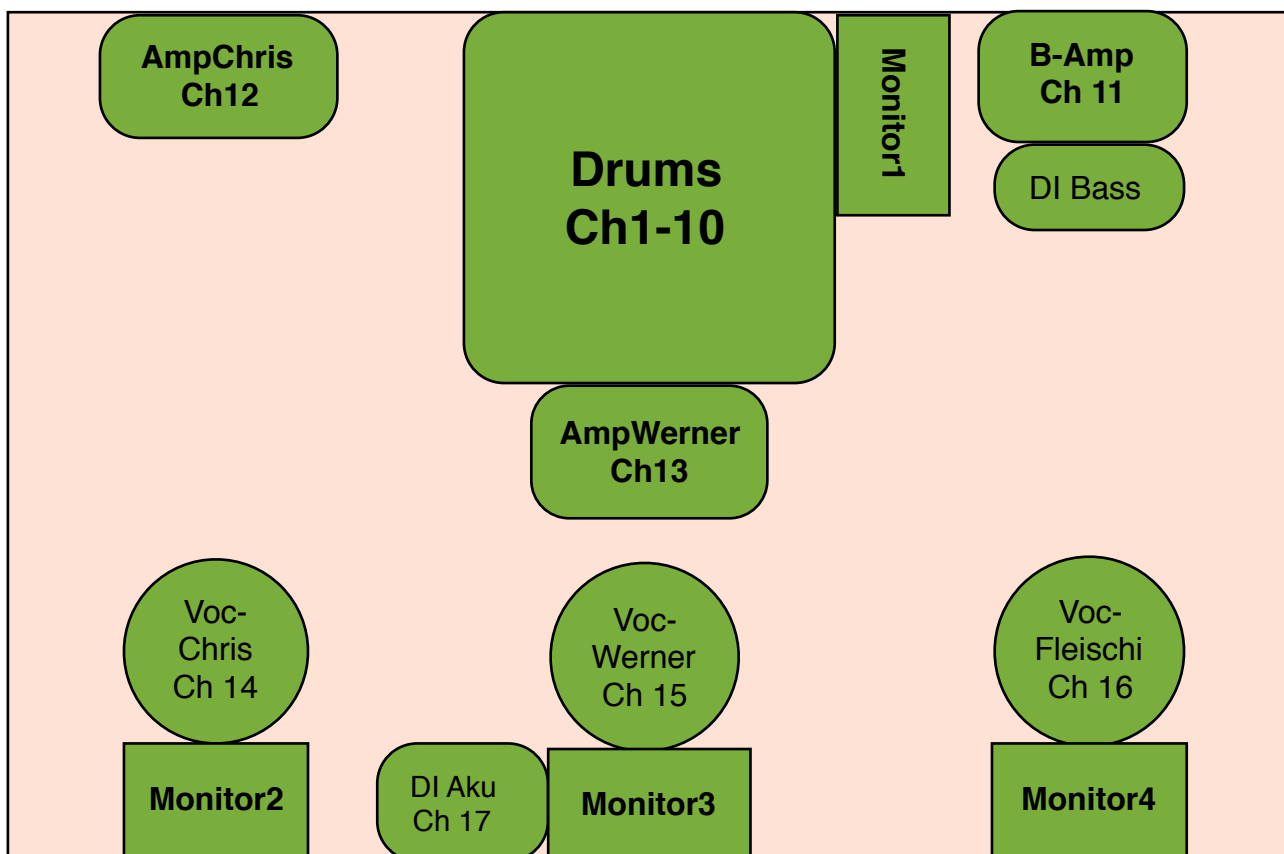 AmpChris
Ch12
Drums
Ch1-10
Monitor1
B-Amp
Ch 11
DI Bass
AmpWerner
Ch13
Voc-
Chris
Ch 14
Voc-
Werner
Ch 15
Voc-
Fleischi
Ch 16
Monitor2
DI Aku
Ch 17
Monitor3
Monitor4